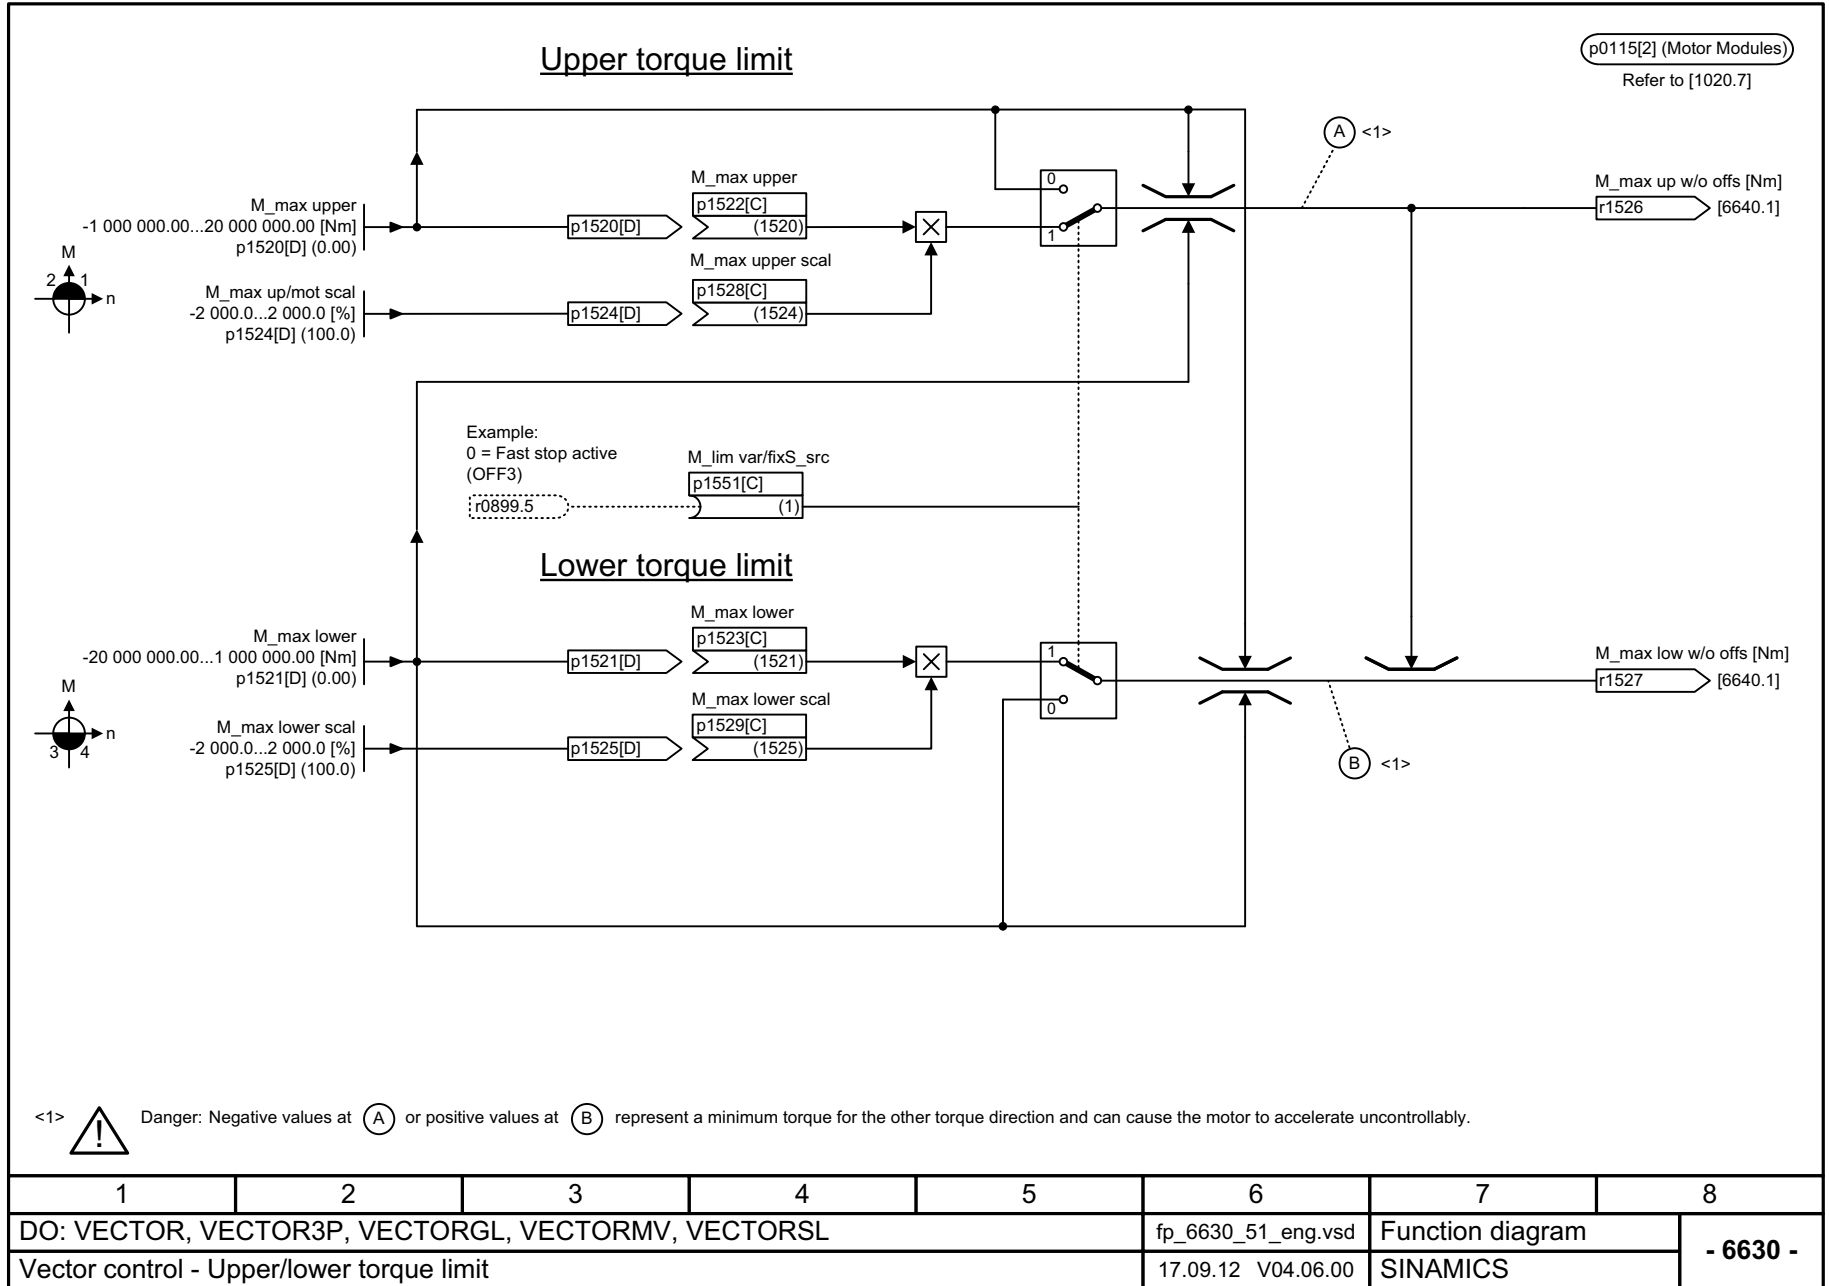 Upper torque limit
p0115[2] (Motor Modules)
Refer to [1020.7]
A <1>
M_max upper
-1 000 000.00...20 000 000.00 [Nm]
p1520[D] (0.00)
p1520[D]
M_max upper
p1522[C]
(1520)
0
1
M_max up w/o offs [Nm]
r1526
[6640.1]
M
2 1
n
M_max up/mot scal
-2 000.0...2 000.0 [%]
p1524[D] (100.0)
p1524[D]
M_max upper scal
p1528[C]
(1524)
Example:
0 = Fast stop active
(OFF3)
r0899.5
M_lim var/fixS_src
p1551[C]
(1)
Lower torque limit
M_max lower
-20 000 000.00...1 000 000.00 [Nm]
p1521[D] (0.00)
p1521[D]
M_max lower
p1523[C]
(1521)
1
0
M_max low w/o offs [Nm]
r1527
[6640.1]
M
n
3 4
M_max lower scal
-2 000.0...2 000.0 [%]
p1525[D] (100.0)
p1525[D]
M_max lower scal
p1529[C]
(1525)
B <1>
<1> ! Danger: Negative values at A or positive values at B represent a minimum torque for the other torque direction and can cause the motor to accelerate uncontrollably.
1 2 3 4 5 6 7 8
DO: VECTOR, VECTOR3P, VECTORGL, VECTORMV, VECTORSL
fp_6630_51_eng.vsd
Function diagram
- 6630 -
Vector control - Upper/lower torque limit
17.09.12 V04.06.00
SINAMICS